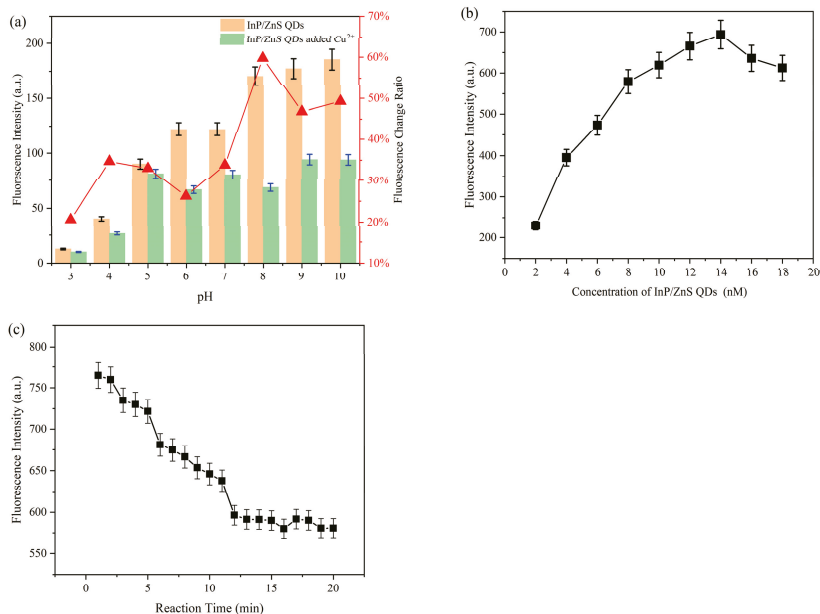 (a)
InP/ZnS QDs
InP/ZnS QDs added Cu²⁺
Fluorescence Intensity (a.i.)
200
150
100
50
0
70%
60%
50%
40%
30%
20%
10%
Fluolescence Change Ratio
3 4 5 6 7 8 9 10
pH
(b)
Fluorescence Intensity (a.u.)
700
600
500
400
300
200
0 2 4 6 8 10 12 14 16 18 20
Concentration of InP/ZnS QDs (nM)
(c)
Fluorescence Intensity (a.u.)
800
750
700
650
600
550
0 5 10 15 20
Reaction Time (min)